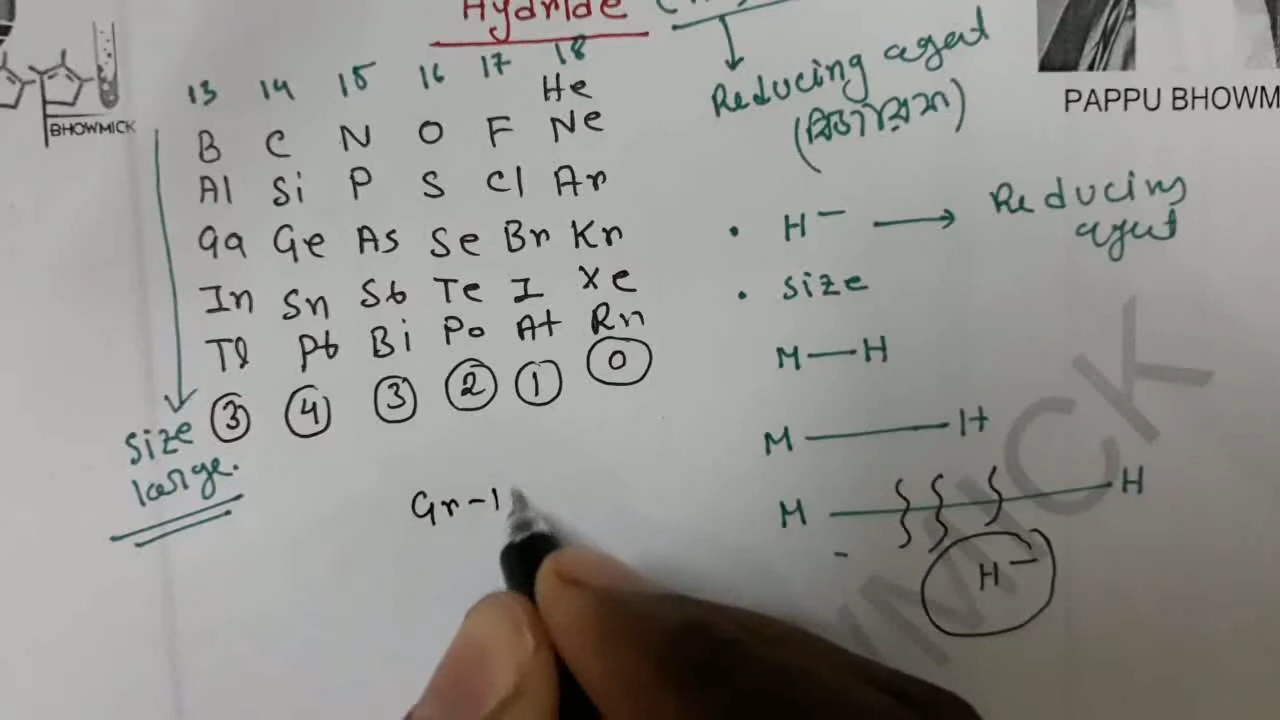 Hydride
13 14 15 16 17 18
He
B C N O F Ne
Al Si P S Cl Ar
Ga Ge As Se Br Kr
In Sn Sb Te I Xe
Tl Pb Bi Po At Rn
3 4 3 2 1 0
Size
large.
Gr-1
Reducing agent
(বিজারক)
• H⁻ → Reducing
agent
• Size
M—H
M—H
M—H
-
H⁻
BHOWMICK
PAPPU BHOWM
WMICK